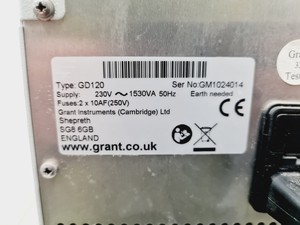 Type: GD120 Ser No:GM1024014
Supply: 230V ~ 1530VA 50Hz Earth needed
Fuses: 2 x 10AF(250V)
Grant Instruments (Cambridge) Ltd
Shepreth
SG8 6GB
ENGLAND
www.grant.co.uk